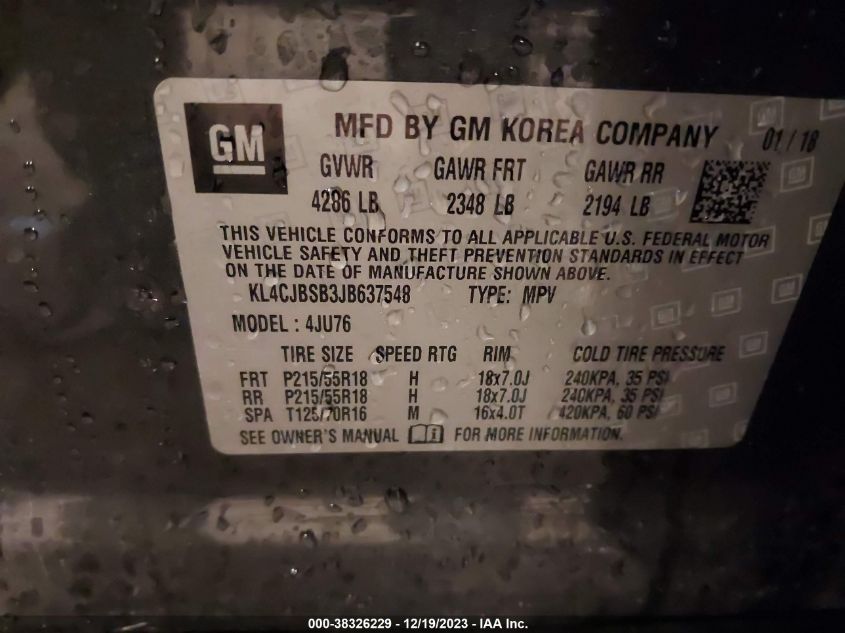 GM
MFD BY GM KOREA COMPANY 01/18
GVWR GAWR FRT GAWR RR
4286 LB 2348 LB 2194 LB
THIS VEHICLE CONFORMS TO ALL APPLICABLE U.S. FEDERAL MOTOR
VEHICLE SAFETY AND THEFT PREVENTION STANDARDS IN EFFECT
ON THE DATE OF MANUFACTURE SHOWN ABOVE.
KL4CJBSB3JB637548 TYPE: MPV
MODEL : 4JU76
TIRE SIZE SPEED RTG RIM COLD TIRE PRESSURE
FRT P215/55R18 H 18x7.0J 240KPA, 35 PSI
RR P215/55R18 H 18x7.0J 240KPA, 35 PSI
SPA T125/70R16 M 16x4.0T 420KPA, 60 PSI
SEE OWNER'S MANUAL FOR MORE INFORMATION.
000-38326229 - 12/19/2023 - IAA Inc.